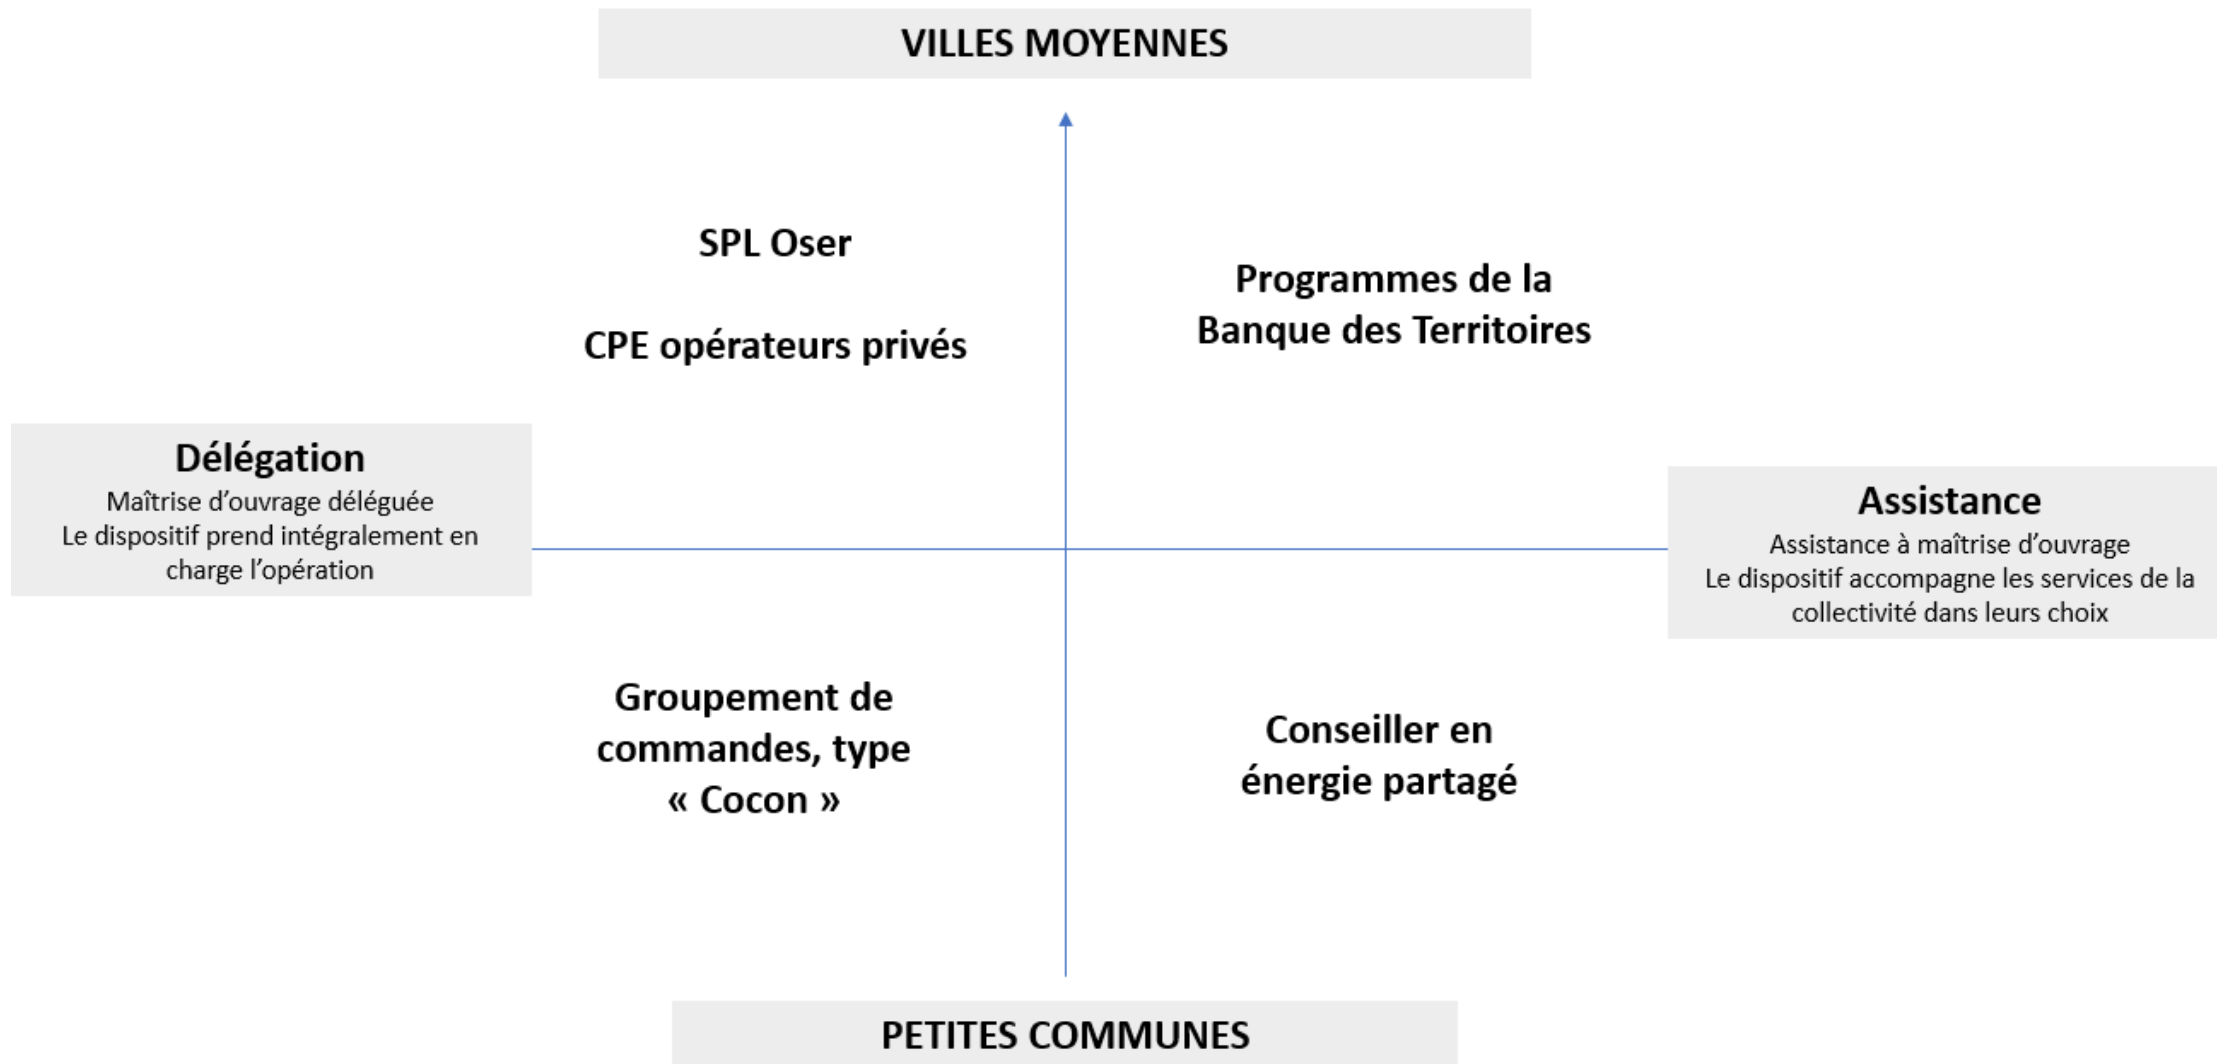 VILLES MOYENNES
SPL Oser
CPE opérateurs privés
Programmes de la
Banque des Territoires
Délégation
Maîtrise d'ouvrage déléguée
Le dispositif prend intégralement en
charge l'opération
Assistance
Assistance à maîtrise d'ouvrage
Le dispositif accompagne les services de la
collectivité dans leurs choix
Groupement de
commandes, type
« Cocon »
Conseiller en
énergie partagé
PETITES COMMUNES